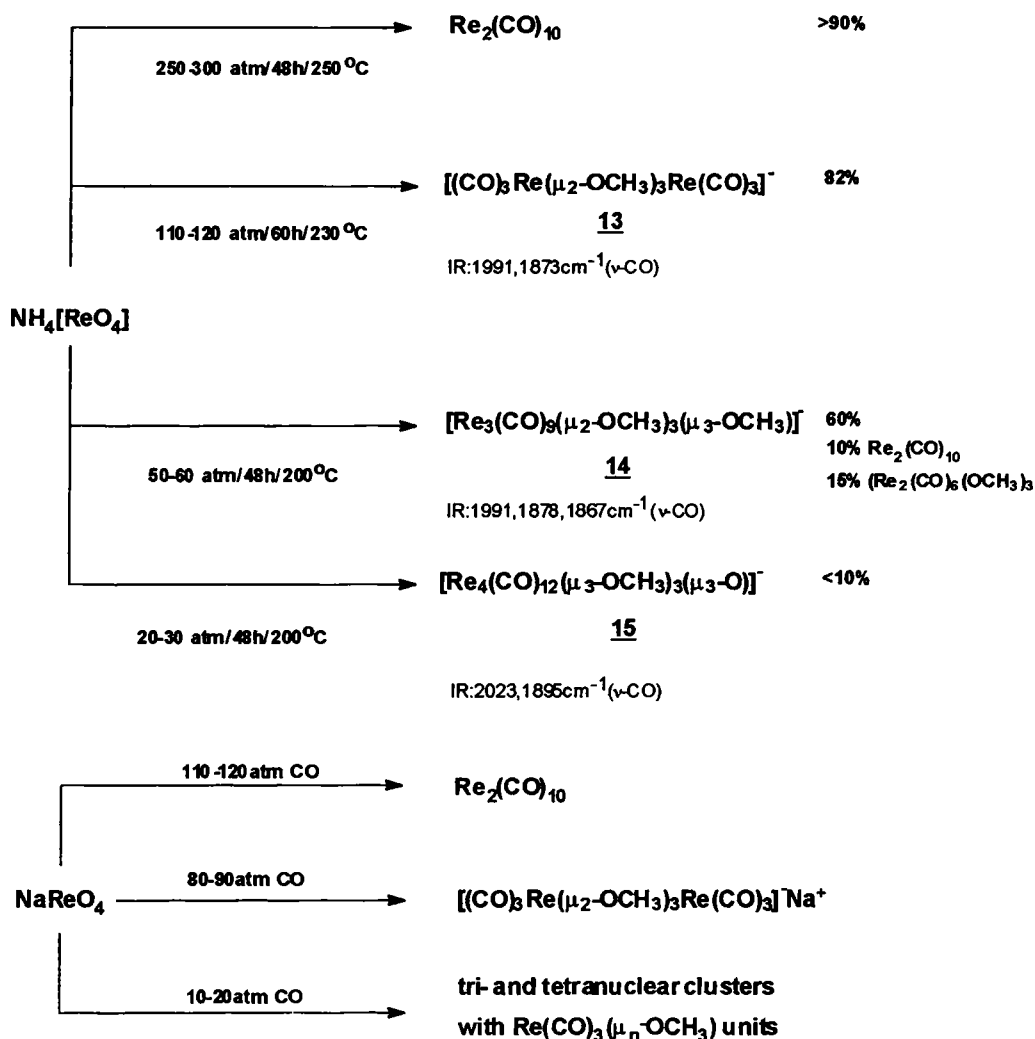 Re₂(CO)₁₀ >90%
250-300 atm/48h/250 ⁰C
[(CO)₃Re(μ₂-OCH₃)₃Re(CO)₃]⁻ 82%
110-120 atm/60h/230 ⁰C
13
IR:1991,1873cm⁻¹(ν-CO)
NH₄[ReO₄]
[Re₃(CO)₉(μ₂-OCH₃)₃(μ₃-OCH₃)]⁻ 60%
10% Re₂(CO)₁₀
50-60 atm/48h/200⁰C
14
15% (Re₂(CO)₆(OCH₃)₃
IR:1991,1878,1867cm⁻¹(ν-CO)
[Re₄(CO)₁₂(μ₃-OCH₃)₃(μ₃-O)]⁻ <10%
20-30 atm/48h/200⁰C
15
IR:2023,1895cm⁻¹(ν-CO)
110-120atm CO
Re₂(CO)₁₀
80-90atm CO
NaReO₄
[(CO)₃Re(μ₂-OCH₃)₃Re(CO)₃]⁻Na⁺
10-20atm CO
tri- and tetranuclear clusters
with Re(CO)₃(μₙ-OCH₃) units